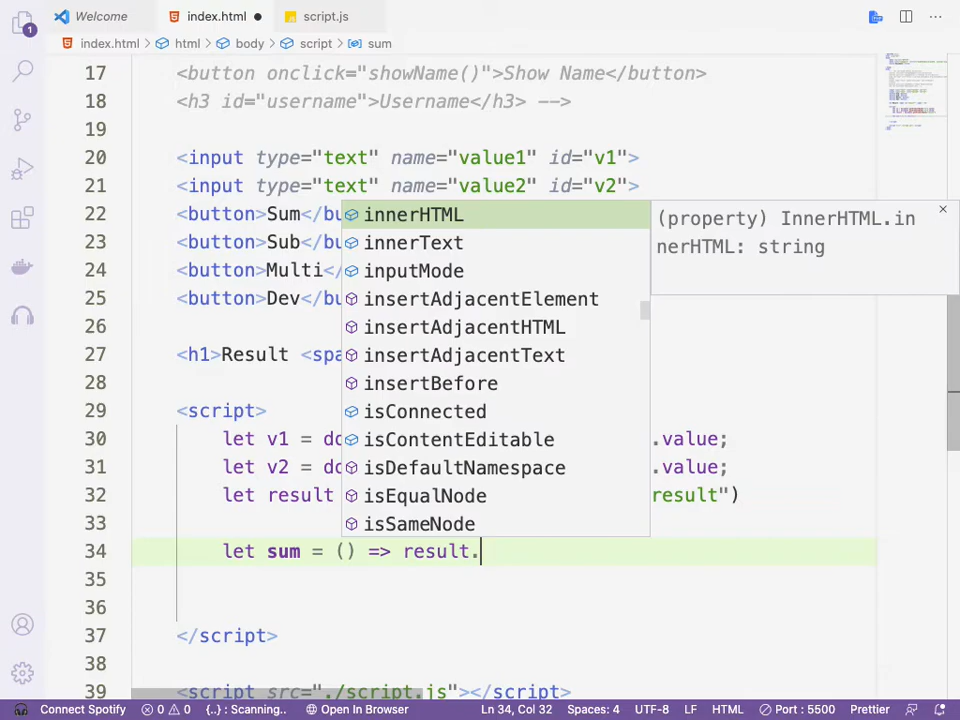 Welcome
index.html
script.js
index.html > html > body > script > sum
17 <button onclick="showName()">Show Name</button>
18 <h3 id="username">Username</h3> -->
19
20 <input type="text" name="value1" id="v1">
21 <input type="text" name="value2" id="v2">
22 <button>Sum</bu
23 <button>Sub</bu
24 <button>Multi</
25 <button>Dev</bu
26
27 <h1>Result <spa
28
29 <script>
30 let v1 = do .value;
31 let v2 = do .value;
32 let result result")
33
34 let sum = () => result.
35
36
37 </script>
38
39 <script src="./script.js"></script>
innerHTML
innerText
inputMode
insertAdjacentElement
insertAdjacentHTML
insertAdjacentText
insertBefore
isConnected
isContentEditable
isDefaultNamespace
isEqualNode
isSameNode
(property) InnerHTML.in
nerHTML: string
1
Connect Spotify 0 0 {..} : Scanning.. Open In Browser Ln 34, Col 32 Spaces: 4 UTF-8 LF HTML Port : 5500 Prettier